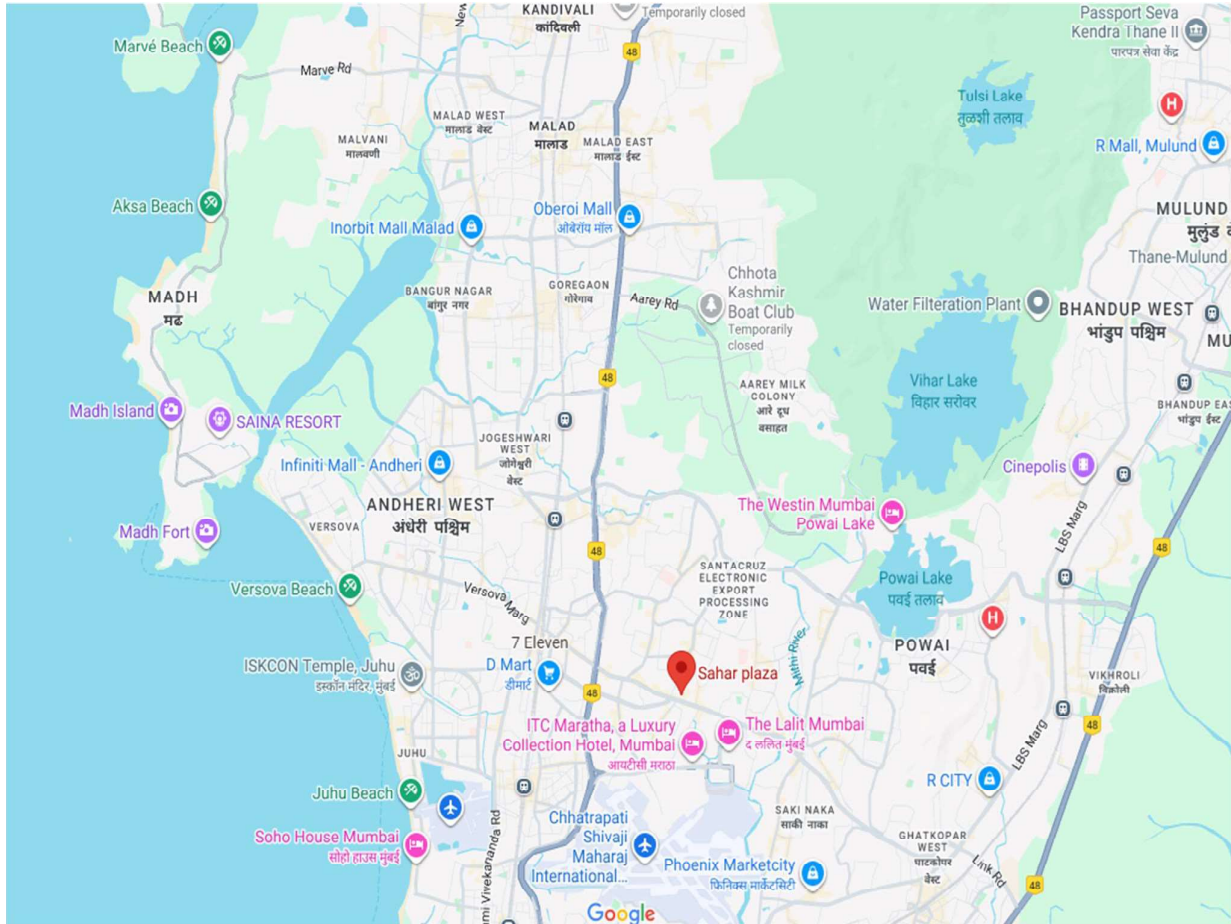 KANDIVALI
कांदिवली
Temporarily closed
Passport Seva
Kendra Thane II
पारपत्र सेवा केंद्र
Marvé Beach
Marve Rd
48
Tulsi Lake
तुळशी तलाव
H
R Mall, Mulund
MALAD WEST
मालाड वेस्ट
MALAD
मालाड
MALVANI
मालवणी
MALAD EAST
मालाड ईस्ट
Aksa Beach
Inorbit Mall Malad
Oberoi Mall
ओबेरॉय मॉल
MULUND
मुलुंड
Thane-Mulund
MADH
मढ
BANGUR NAGAR
बांगुर नगर
GOREGAON
गोरेगाव
Aarey Rd
Chhota
Kashmir
Boat Club
Temporarily
closed
Water Filteration Plant
BHANDUP WEST
भांडुप पश्चिम
MU
48
Vihar Lake
विहार सरोवर
AAREY MILK
COLONY
आरे दूध
वसाहत
BHANDUP EAS
भांडुप ईस्ट
Madh Island
SAINA RESORT
JOGESHWARI
WEST
जोगेश्वरी
वेस्ट
Infiniti Mall - Andheri
Cinepolis
ANDHERI WEST
अंधेरी पश्चिम
The Westin Mumbai
Powai Lake
VERSOVA
Madh Fort
LBS Marg
48
48
SANTACRUZ
ELECTRONIC
EXPORT
PROCESSING
ZONE
Powai Lake
पवई तलाव
Versova Beach
Versova Marg
H
7 Eleven
Mithi River
POWAI
पवई
ISKCON Temple, Juhu
इस्कॉन मंदिर, मुंबई
D Mart
डीमार्ट
Sahar plaza
VIKHROLI
विक्रोली
48
ITC Maratha, a Luxury
Collection Hotel, Mumbai
आयटीसी मराठा
The Lalit Mumbai
द ललित मुंबई
48
LBS Marg
JUHU
जुहू
Juhu Beach
R CITY
Soho House Mumbai
सोहो हाउस मुंबई
Chhatrapati
Shivaji
Maharaj
International...
SAKI NAKA
साकी नाका
GHATKOPAR
WEST
घाटकोपर
वेस्ट
Phoenix Marketcity
फिनिक्स मार्केटसिटी
Link Rd
48
mi Vivekananda Rd
Google